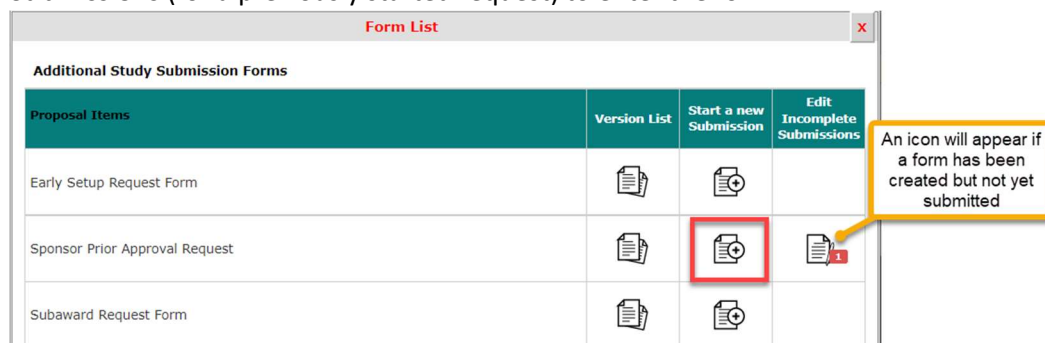 Form List
x
Additional Study Submission Forms
Proposal Items
Version List
Start a new
Submission
Edit
Incomplete
Submissions
An icon will appear if
a form has been
created but not yet
submitted
Early Setup Request Form
Sponsor Prior Approval Request
1
Subaward Request Form